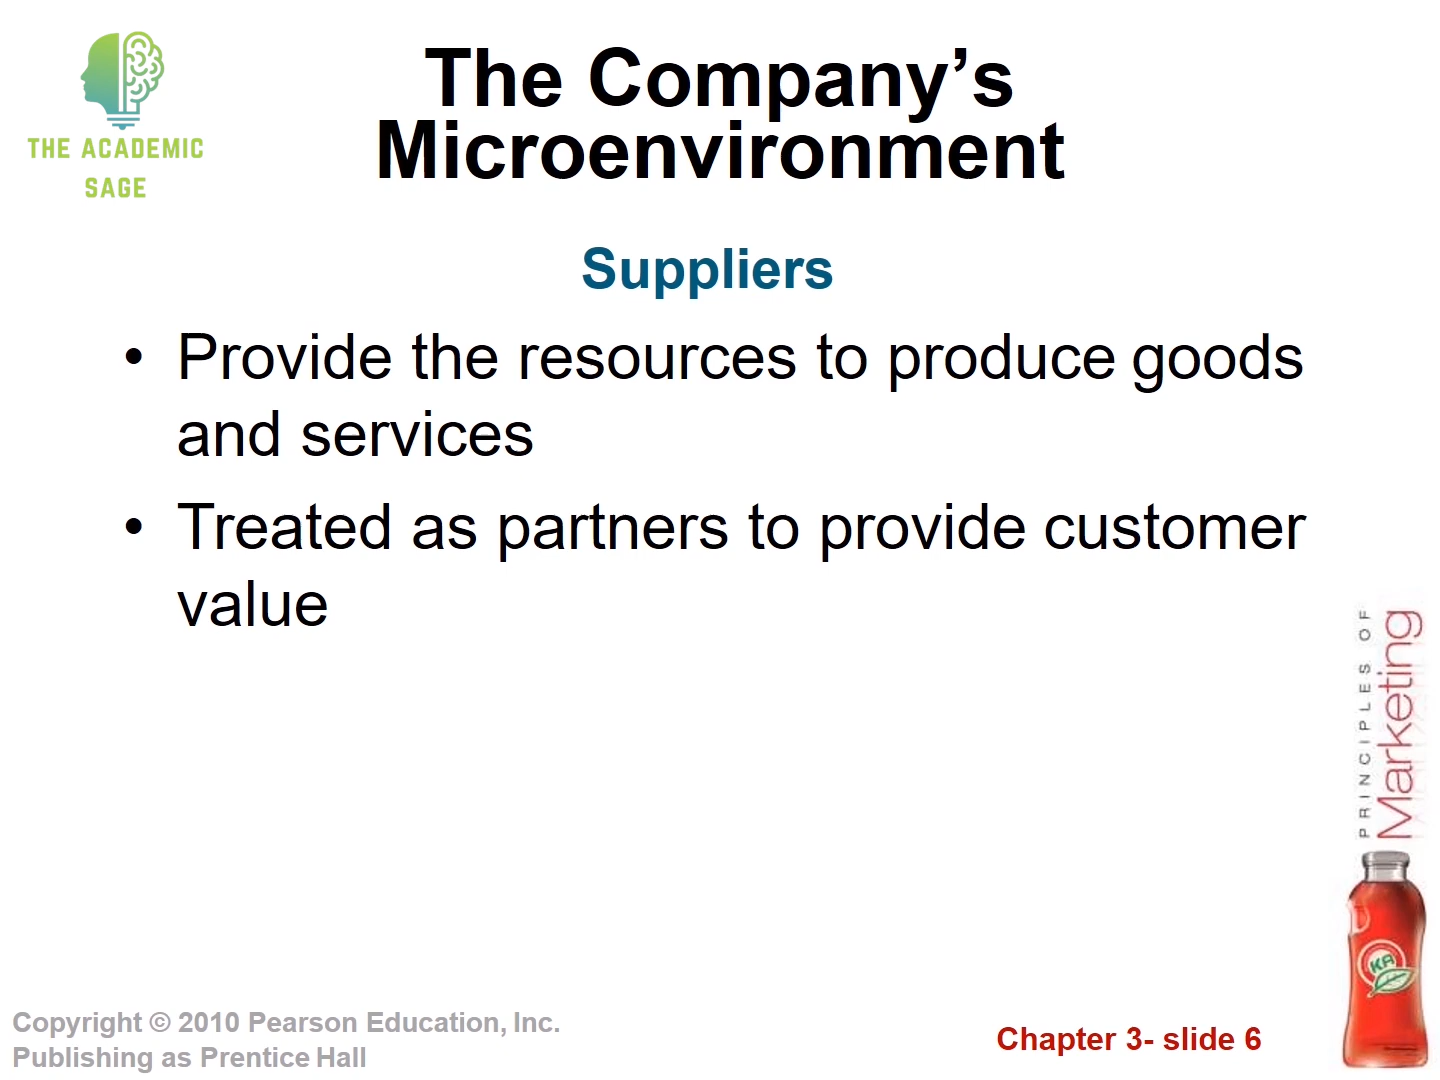 THE ACADEMIC
SAGE
The Company’s
Microenvironment
Suppliers
• Provide the resources to produce goods
and services
• Treated as partners to provide customer
value
PRINCIPLES OF
Marketing
KR
Copyright © 2010 Pearson Education, Inc.
Publishing as Prentice Hall
Chapter 3- slide 6